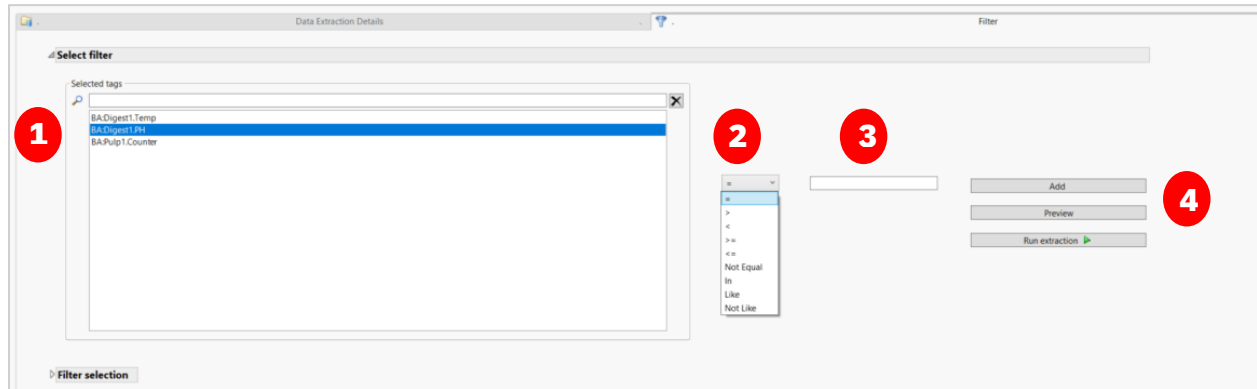 Data Extraction Details
Filter
Select filter
Selected tags
BA:Digest1.Temp
BA:Digest1.PH
BA:Pulp1.Counter
1
2
3
4
=
=
>
<
>=
<=
Not Equal
In
Like
Not Like
Add
Preview
Run extraction
Filter selection